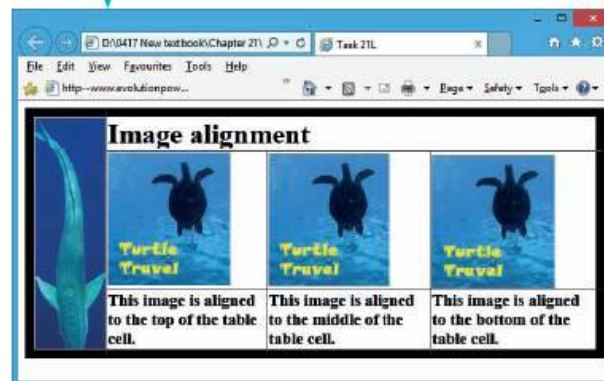 D:\0417 New textbook\Chapter 21\
Task 21L
File Edit View Favourites Tools Help
http--www.evolutionpow...
Page Safety Tools
Image alignment
Turtle Travel
Turtle Travel
Turtle Travel
This image is aligned to the top of the table cell.
This image is aligned to the middle of the table cell.
This image is aligned to the bottom of the table cell.